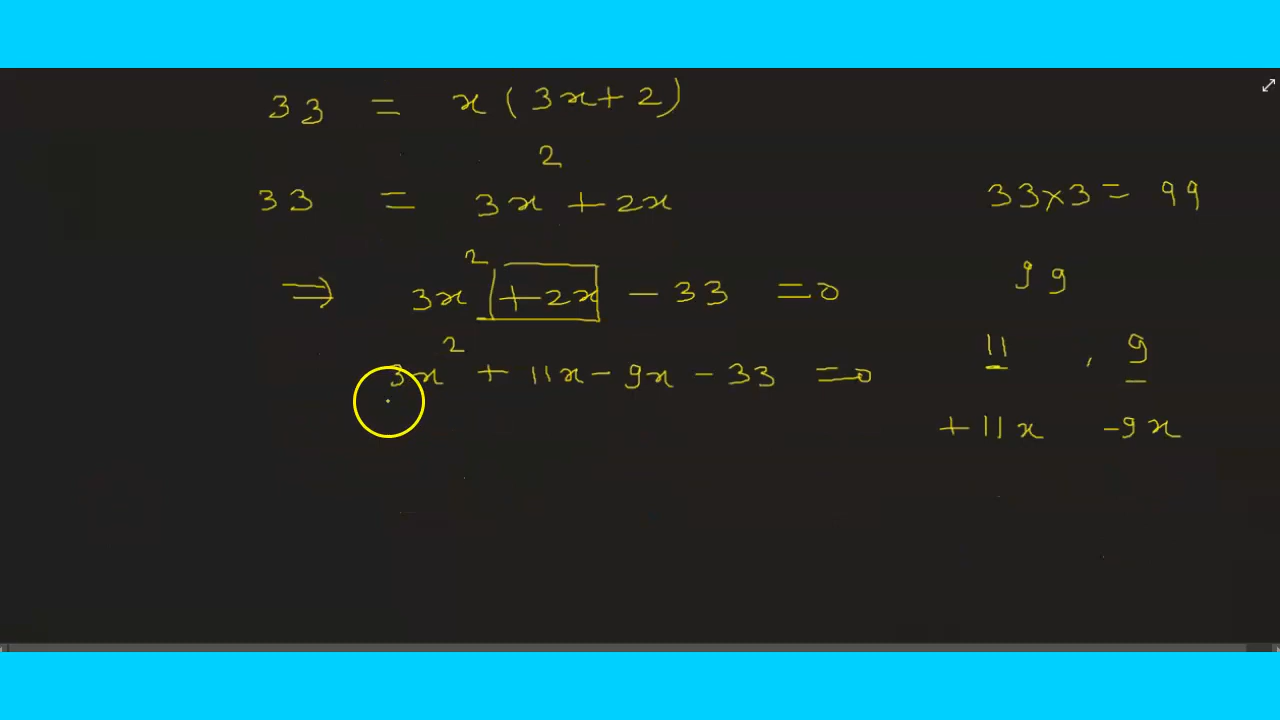 33 = x(3x+2)
33 = 3x² + 2x
33×3 = 99
⇒ 3x² +2x - 33 = 0
99
11 , 9
3x² + 11x - 9x - 33 = 0
+11x -9x